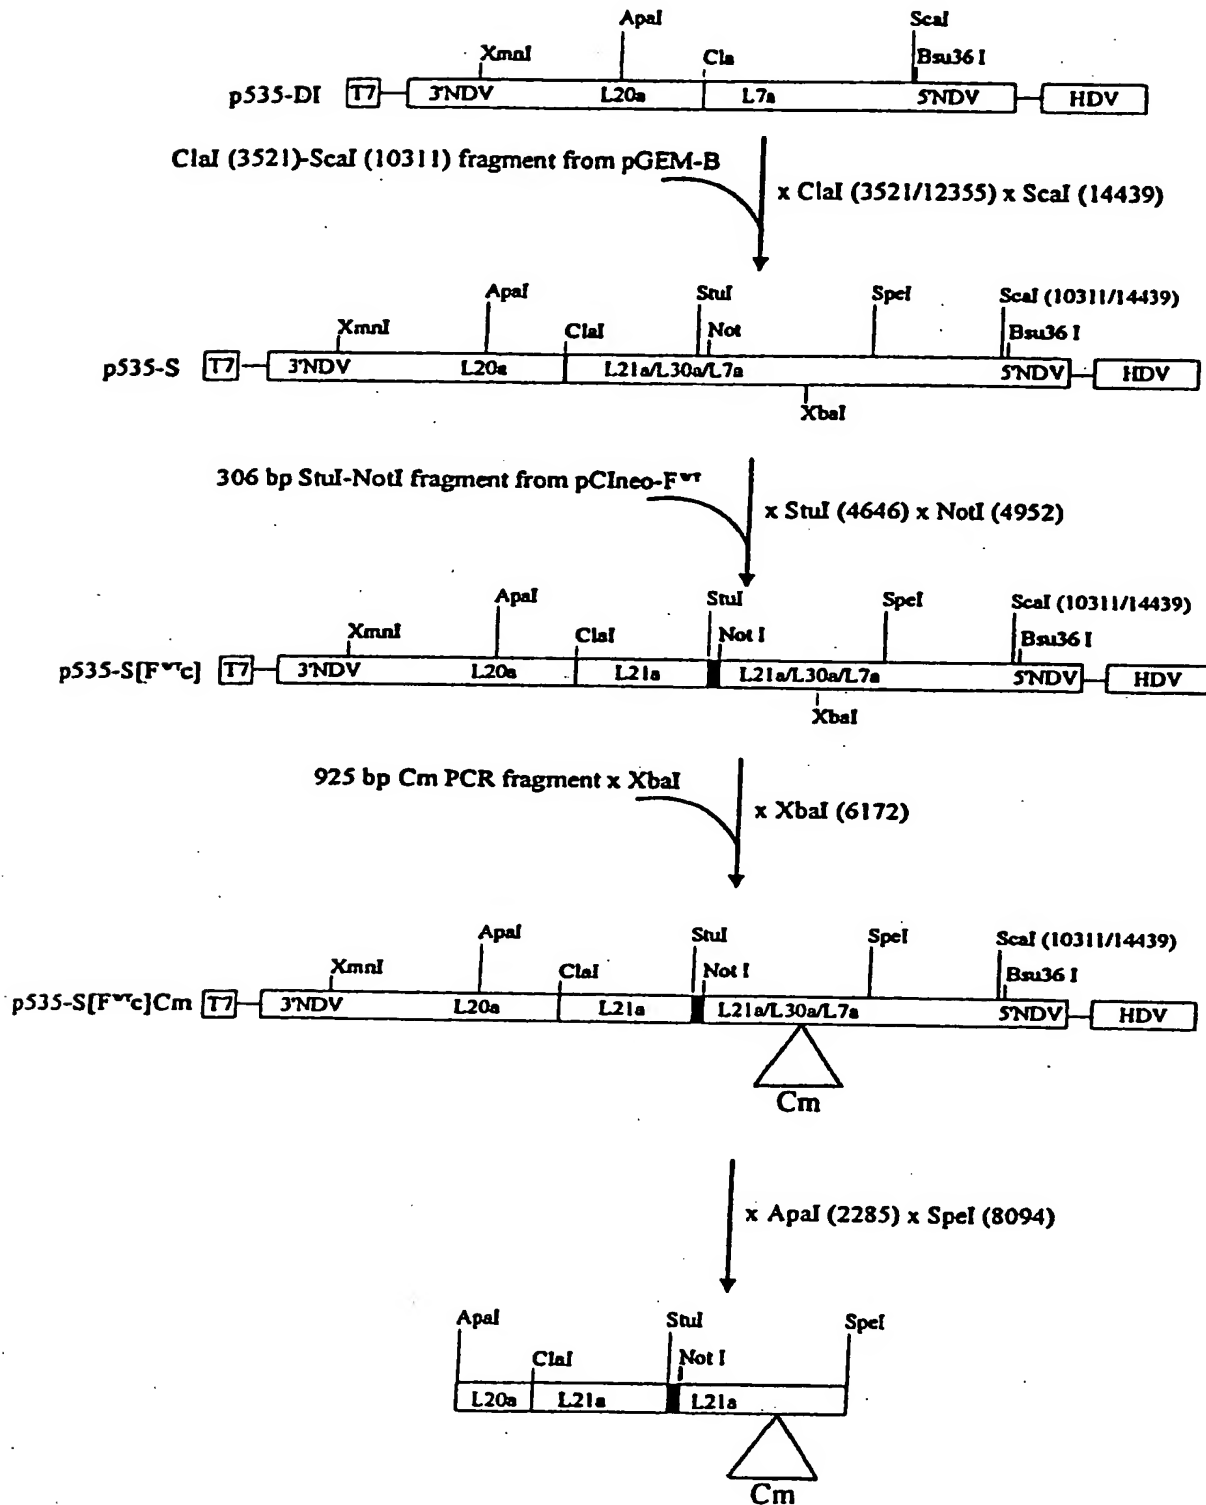 ApaI ScaI
XmnI Cla Bsu36 I
p535-DI T7 3'NDV L20a L7a 5'NDV HDV
ClaI (3521)-ScaI (10311) fragment from pGEM-B
x ClaI (3521/12355) x ScaI (14439)
ApaI StuI SpeI ScaI (10311/14439)
XmnI ClaI Not Bsu36 I
p535-S T7 3'NDV L20a L21a/L30a/L7a 5'NDV HDV
XbaI
306 bp StuI-NotI fragment from pCIneo-Fʷᵀ
x StuI (4646) x NotI (4952)
ApaI StuI SpeI ScaI (10311/14439)
XmnI ClaI Not I Bsu36 I
p535-S[Fʷᵀc] T7 3'NDV L20a L21a L21a/L30a/L7a 5'NDV HDV
XbaI
925 bp Cm PCR fragment x XbaI
x XbaI (6172)
ApaI StuI SpeI ScaI (10311/14439)
XmnI ClaI Not I Bsu36 I
p535-S[Fʷᵀc]Cm T7 3'NDV L20a L21a L21a/L30a/L7a 5'NDV HDV
Cm
x ApaI (2285) x SpeI (8094)
ApaI StuI SpeI
ClaI Not I
L20a L21a L21a
Cm